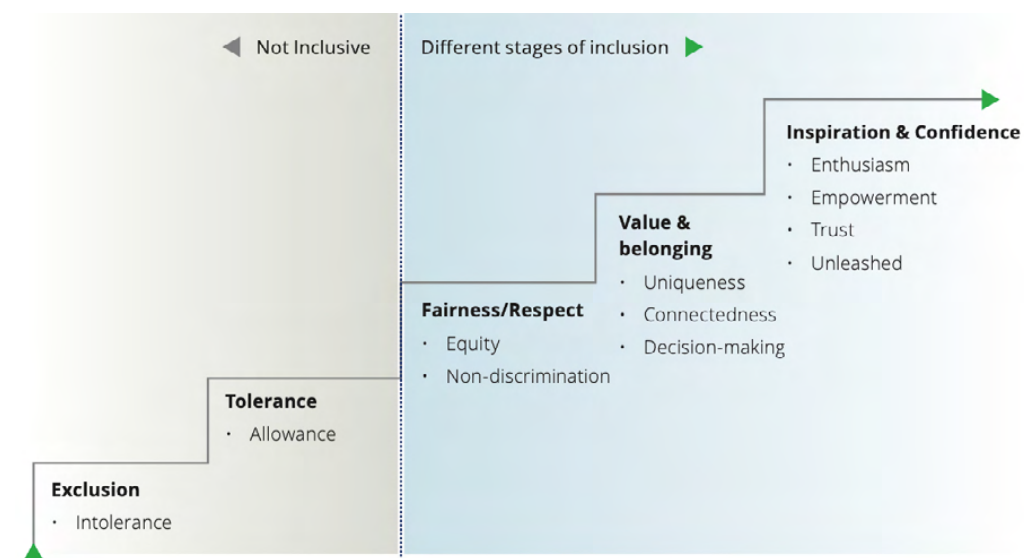 Not Inclusive
Different stages of inclusion
Inspiration & Confidence
· Enthusiasm
· Empowerment
· Trust
· Unleashed
Value &
belonging
· Uniqueness
· Connectedness
· Decision-making
Fairness/Respect
· Equity
· Non-discrimination
Tolerance
· Allowance
Exclusion
· Intolerance